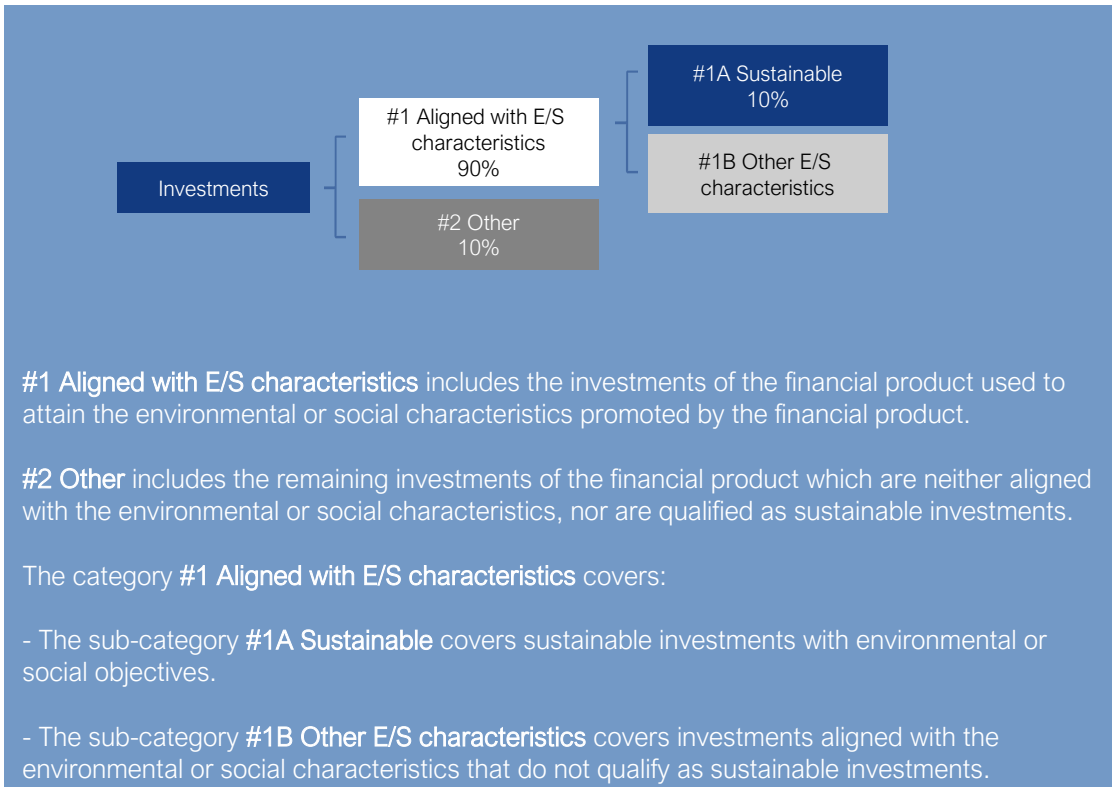 #1A Sustainable
10%
#1 Aligned with E/S
characteristics
90%
#1B Other E/S
characteristics
Investments
#2 Other
10%
#1 Aligned with E/S characteristics includes the investments of the financial product used to
attain the environmental or social characteristics promoted by the financial product.
#2 Other includes the remaining investments of the financial product which are neither aligned
with the environmental or social characteristics, nor are qualified as sustainable investments.
The category #1 Aligned with E/S characteristics covers:
- The sub-category #1A Sustainable covers sustainable investments with environmental or
social objectives.
- The sub-category #1B Other E/S characteristics covers investments aligned with the
environmental or social characteristics that do not qualify as sustainable investments.